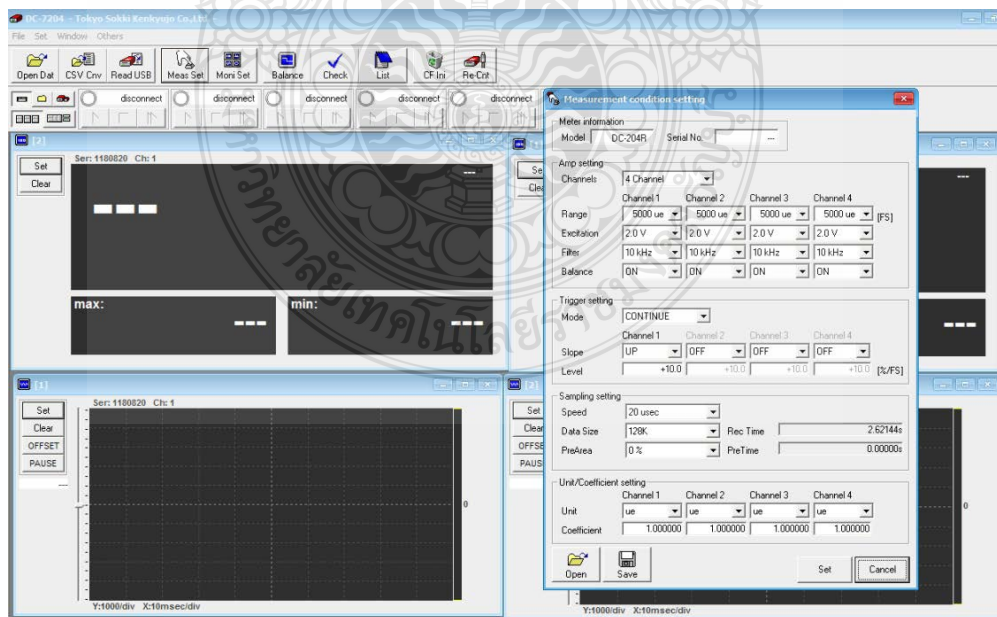 DC-7204 - Tokyo Sokki Kenkyujo Co.,Ltd
File Set Window Others
Open Dat CSV Cnv Read USB Meas Set Moni Set Balance Check List CF Ini Re-Cnt
disconnect disconnect disconnect disconnect disconnect
[2]
Set
Clear
Ser: 1180820 Ch: 1
---
---
max:
---
min:
---
[1]
Set
Clear
OFFSET
PAUSE
---
Ser: 1180820 Ch: 1
0
Y:1000/div X:10msec/div
---
---
[2]
Set
0
Y:1000/div X:10msec/div
Measurement condition setting
Meter information
Model DC-204R Serial No. --
Amp setting
Channels 4 Channel
Channel 1 Channel 2 Channel 3 Channel 4
Range 5000 ue 5000 ue 5000 ue 5000 ue [FS]
Excitation 2.0 V 2.0 V 2.0 V 2.0 V
Filter 10 kHz 10 kHz 10 kHz 10 kHz
Balance ON ON ON ON
Trigger setting
Mode CONTINUE
Channel 1 Channel 2 Channel 3 Channel 4
Slope UP OFF OFF OFF
Level +10.0 +10.0 +10.0 +10.0 [%/FS]
Sampling setting
Speed 20 usec
Data Size 128K Rec Time 2.62144s
PreArea 0 % PreTime 0.00000s
Unit/Coefficient setting
Channel 1 Channel 2 Channel 3 Channel 4
Unit ue ue ue ue
Coefficient 1.000000 1.000000 1.000000 1.000000
Open Save Set Cancel